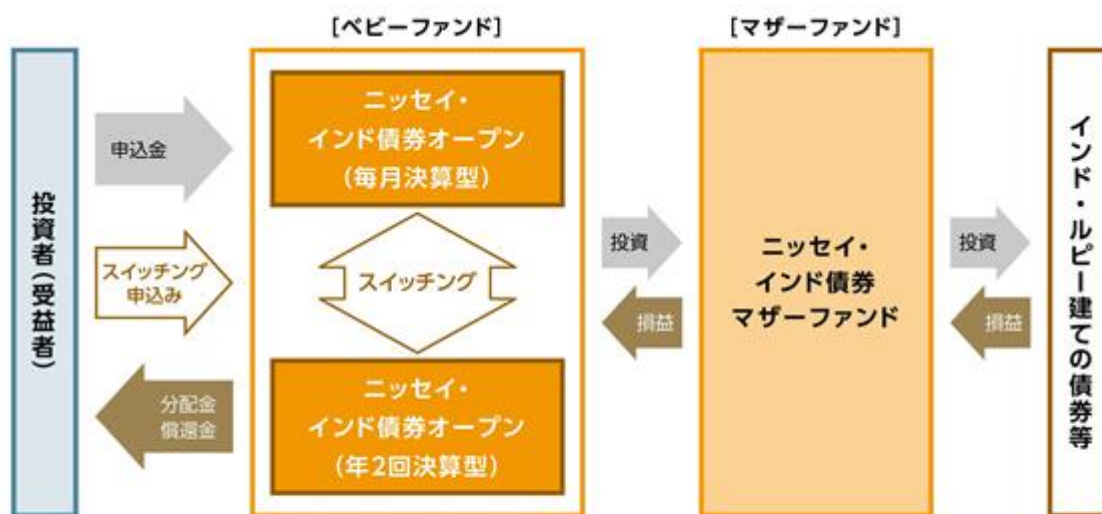 [ベビーファンド]
[マザーファンド]
投資者(受益者)
申込金
スイッチング
申込み
分配金
償還金
ニッセイ・
インド債券オープン
(毎月決算型)
スイッチング
ニッセイ・
インド債券オープン
(年2回決算型)
投資
損益
ニッセイ・
インド債券
マザーファンド
投資
損益
インド・ルピー建ての債券等